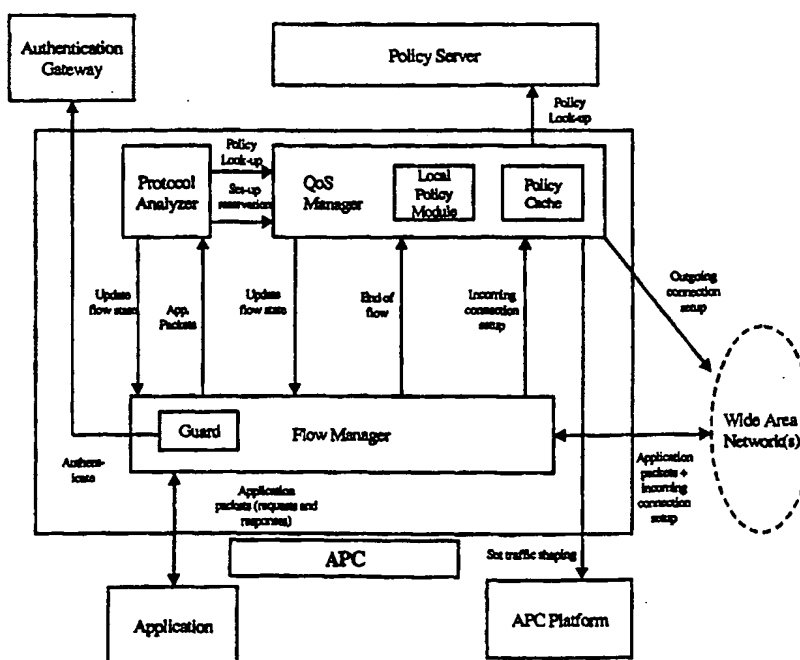 Authentication
Gateway
Policy Server
Policy
Look-up
Protocol
Analyzer
Policy
Look-up
Set-up
reservation
QoS
Manager
Local
Policy
Module
Policy
Cache
Update
flow state
App.
Packets
Update
flow state
End of
flow
Incoming
connection
setup
Outgoing
connection
setup
Guard
Flow Manager
Wide Area
Network(s)
Authent-
icate
Application
packets (requests and
responses)
Application
packets +
incoming
connection
setup
APC
Set traffic shaping
Application
APC Platform